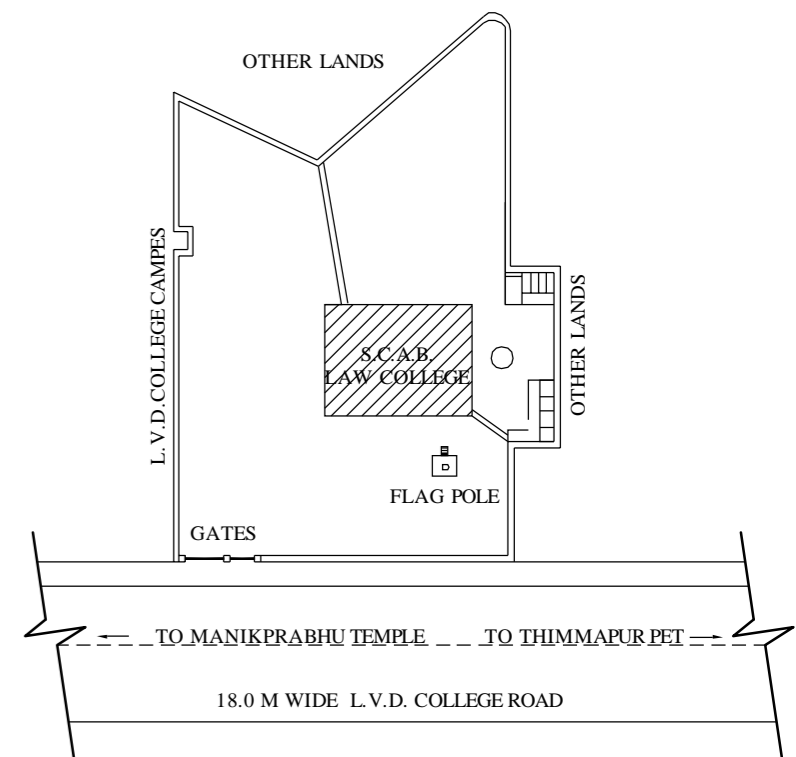 OTHER LANDS
L.V.D.COLLEGE CAMPES
S.C.A.B.
LAW COLLEGE
OTHER LANDS
FLAG POLE
GATES
TO MANIKPRABHU TEMPLE
TO THIMMAPUR PET
18.0 M WIDE L.V.D. COLLEGE ROAD